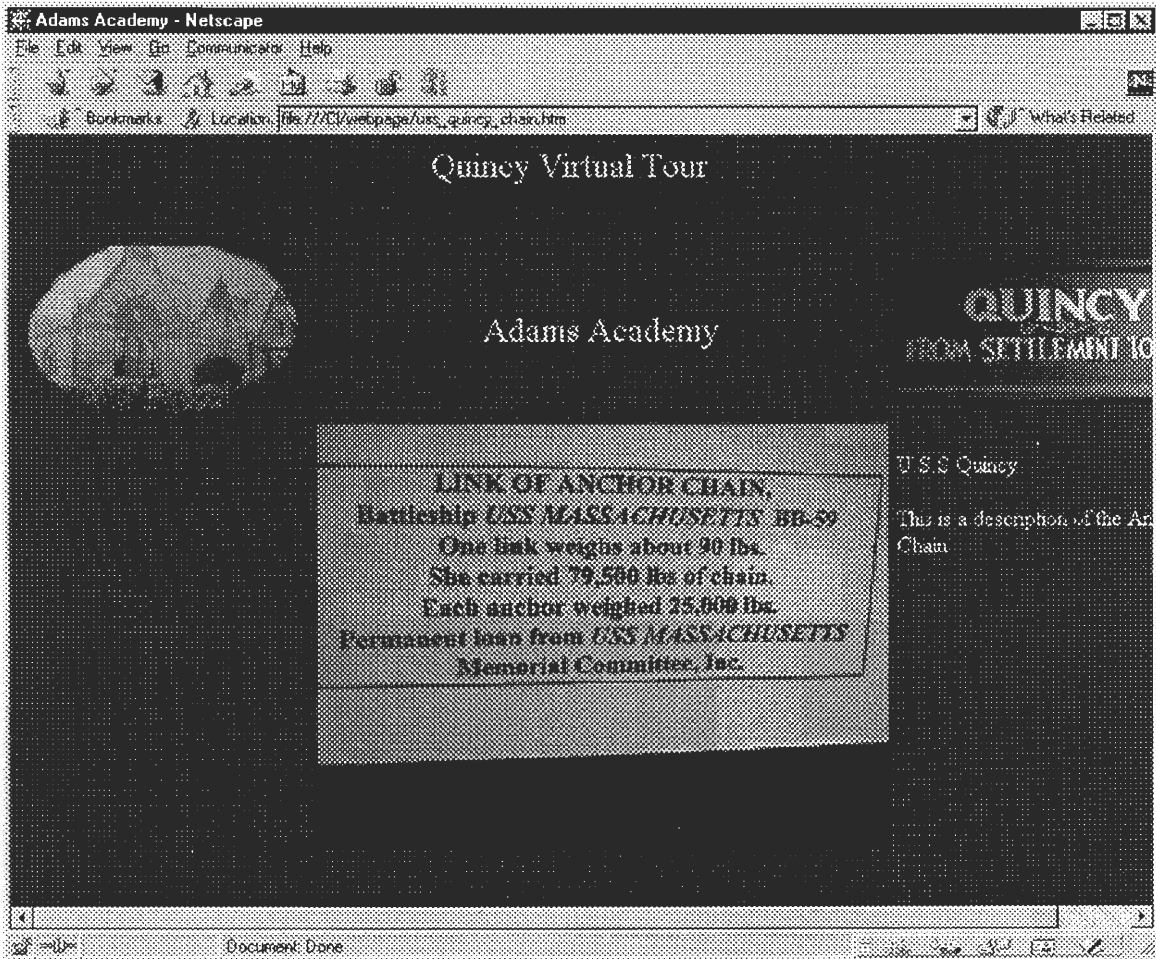 Adams Academy - Netscape
File Edit View Go Communicator Help
Bookmarks Location: file:///C|/webpage/uss_quincy_chain.htm What's Related
Quincy Virtual Tour
QUINCY
FROM SETTLEMENT TO
Adams Academy
LINK OF ANCHOR CHAIN,
Battleship USS MASSACHUSETTS BB-59
One link weighs about 90 lbs.
She carried 79,500 lbs of chain.
Each anchor weighed 25,000 lbs.
Permanent loan from USS MASSACHUSETTS
Memorial Committee, Inc.
U.S.S Quincy
This is a description of the An
Chain
Document: Done